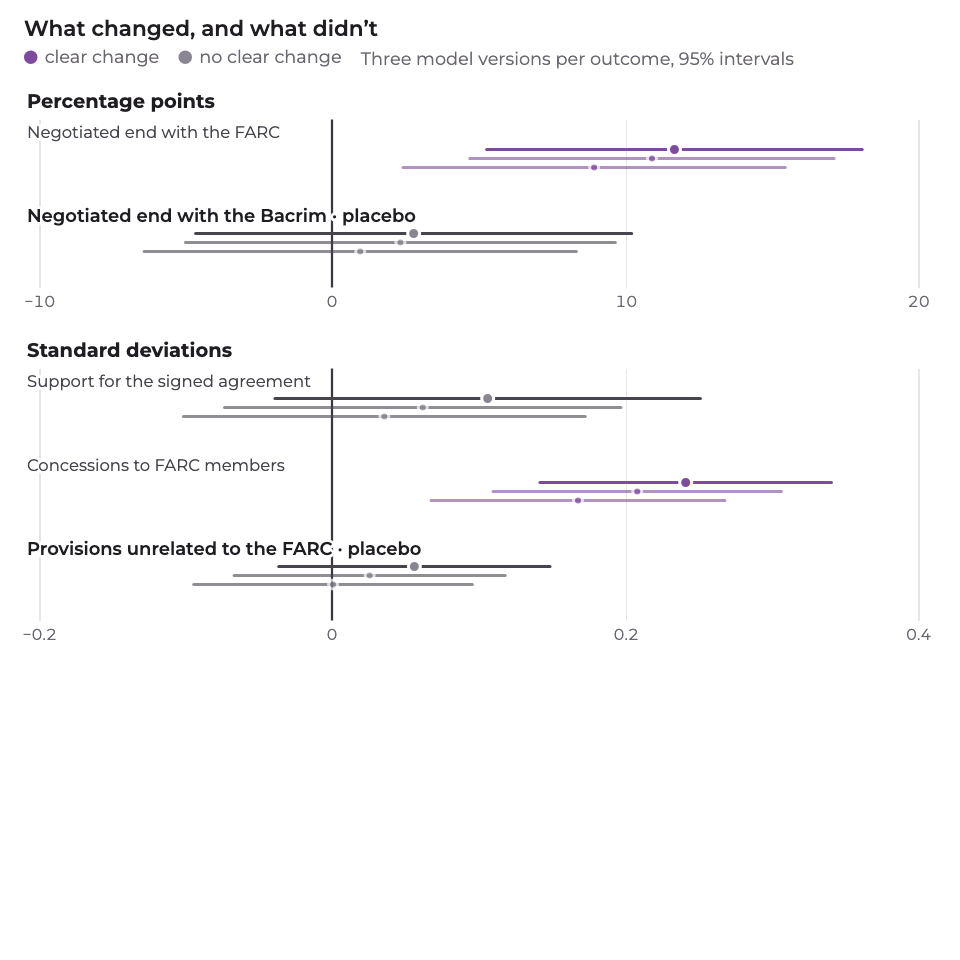 What changed, and what didn’t
clear change no clear change Three model versions per outcome, 95% intervals
Percentage points
Negotiated end with the FARC
Negotiated end with the Bacrim · placebo
−10 0 10 20
Standard deviations
Support for the signed agreement
Concessions to FARC members
Provisions unrelated to the FARC · placebo
−0.2 0 0.2 0.4